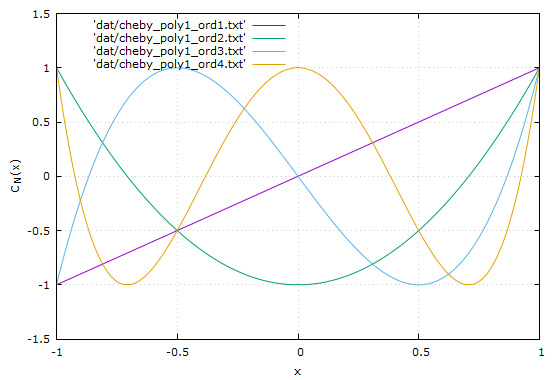 1.5
'dat/cheby_poly1_ord1.txt'
'dat/cheby_poly1_ord2.txt'
'dat/cheby_poly1_ord3.txt'
'dat/cheby_poly1_ord4.txt'
1
0.5
C_N(x)
0
-0.5
-1
-1.5
-1 -0.5 0 0.5 1
x